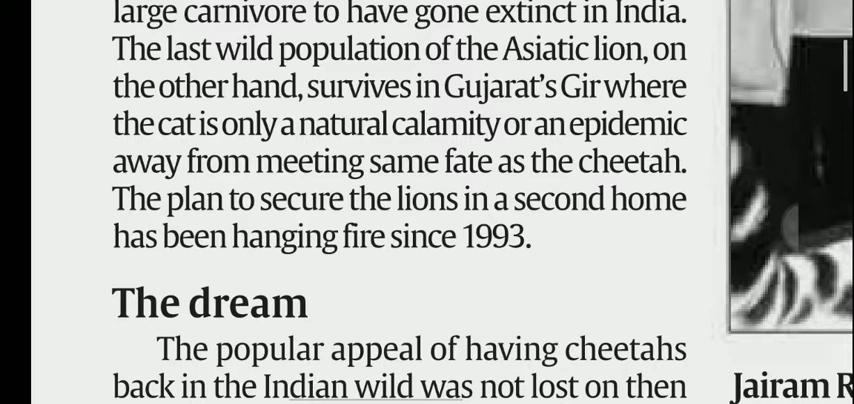 large carnivore to have gone extinct in India.
The last wild population of the Asiatic lion, on
the other hand, survives in Gujarat's Gir where
the cat is only a natural calamity or an epidemic
away from meeting same fate as the cheetah.
The plan to secure the lions in a second home
has been hanging fire since 1993.
The dream
The popular appeal of having cheetahs
back in the Indian wild was not lost on then
Jairam R